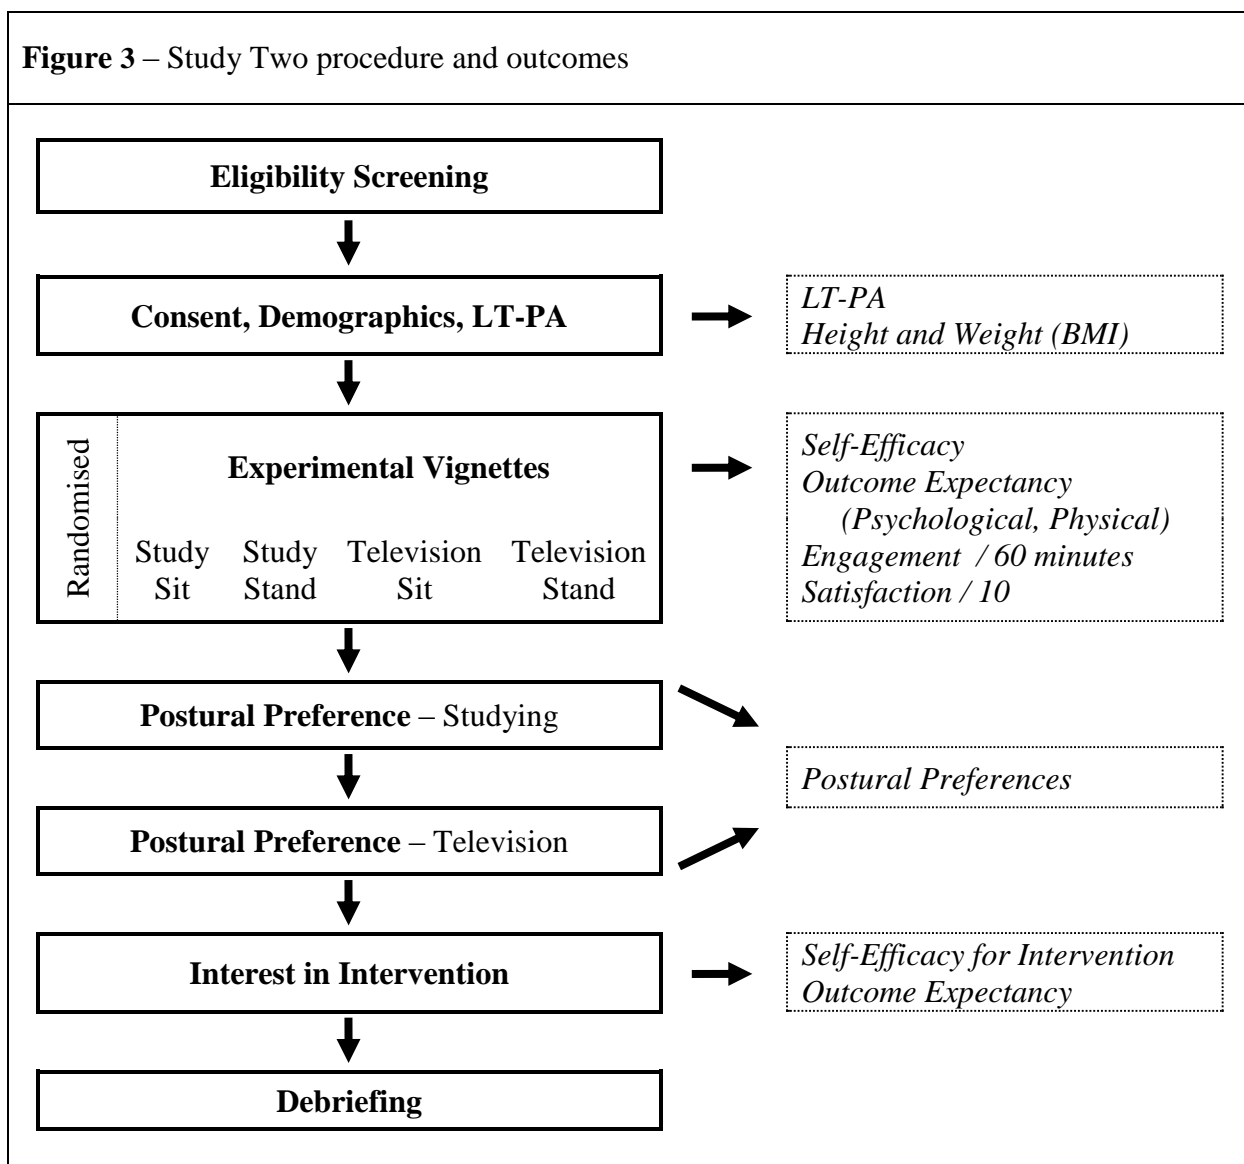 Figure 3 – Study Two procedure and outcomes
Eligibility Screening
Consent, Demographics, LT-PA
LT-PA
Height and Weight (BMI)
Randomised
Experimental Vignettes
Study Sit
Study Stand
Television Sit
Television Stand
Self-Efficacy
Outcome Expectancy
(Psychological, Physical)
Engagement / 60 minutes
Satisfaction / 10
Postural Preference – Studying
Postural Preferences
Postural Preference – Television
Interest in Intervention
Self-Efficacy for Intervention
Outcome Expectancy
Debriefing